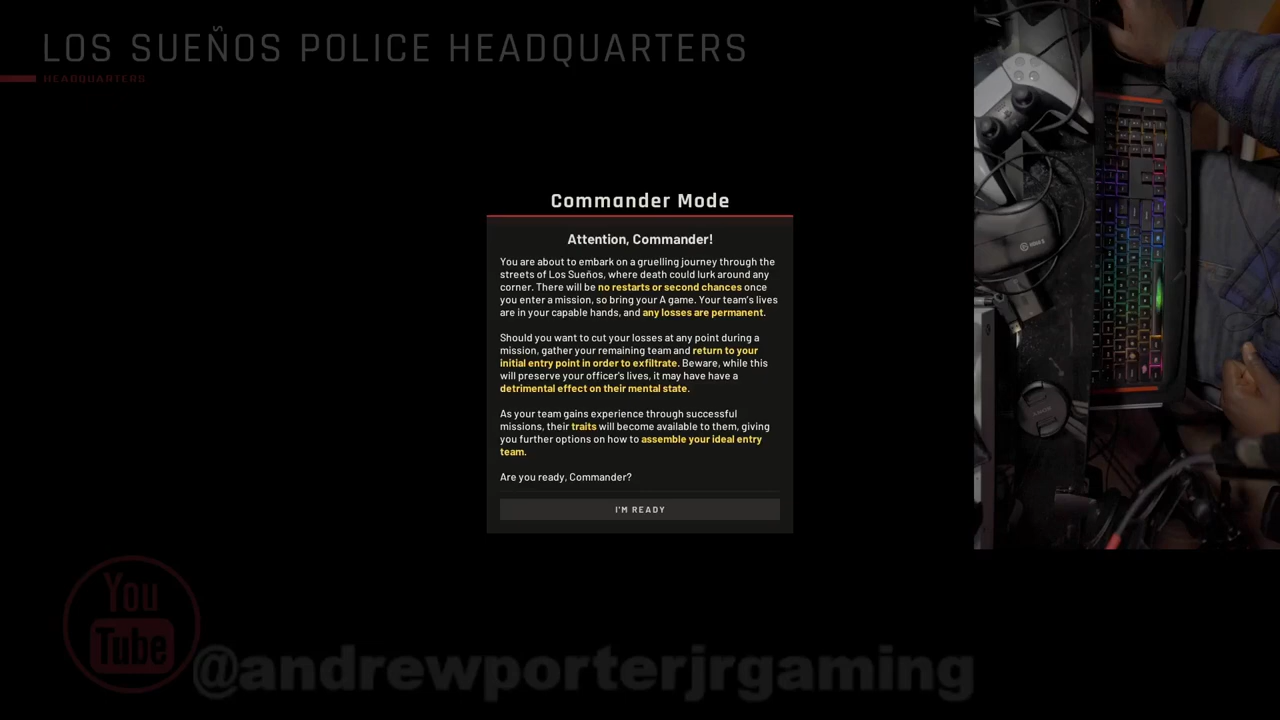 LOS SUEÑOS POLICE HEADQUARTERS
HEADQUARTERS
Commander Mode
Attention, Commander!
You are about to embark on a gruelling journey through the
streets of Los Sueños, where death could lurk around any
corner. There will be no restarts or second chances once
you enter a mission, so bring your A game. Your team's lives
are in your capable hands, and any losses are permanent.
Should you want to cut your losses at any point during a
mission, gather your remaining team and return to your
initial entry point in order to exfiltrate. Beware, while this
will preserve your officer's lives, it may have have a
detrimental effect on their mental state.
As your team gains experience through successful
missions, their traits will become available to them, giving
you further options on how to assemble your ideal entry
team.
Are you ready, Commander?
I'M READY
You
Tube
@andrewporterjrgaming